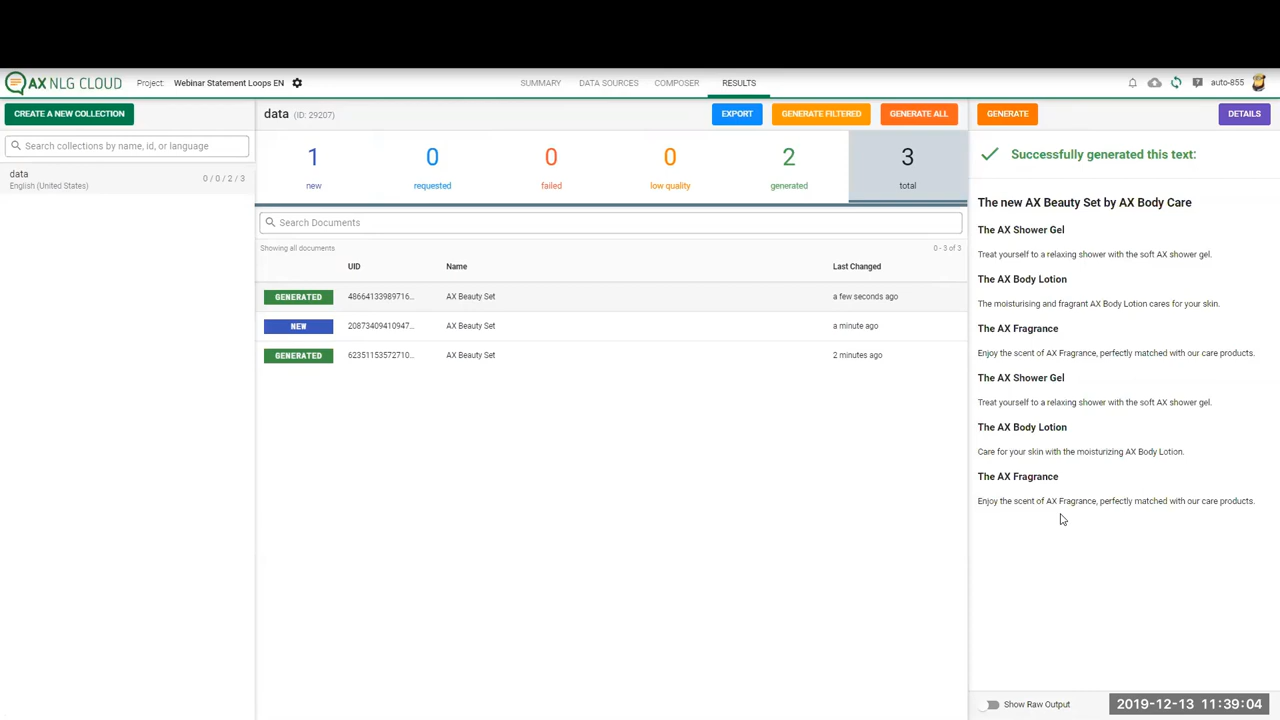 AX NLG CLOUD Project: Webinar Statement Loops EN SUMMARY DATA SOURCES COMPOSER RESULTS auto-855
CREATE A NEW COLLECTION
Search collections by name, id, or language
data
English (United States)
0 / 0 / 2 / 3
data (ID: 29207) EXPORT GENERATE FILTERED GENERATE ALL
1 0 0 0 2 3
new requested failed low quality generated total
Search Documents
Showing all documents 0 - 3 of 3
UID Name Last Changed
GENERATED 48664133989716... AX Beauty Set a few seconds ago
NEW 20873409410947... AX Beauty Set a minute ago
GENERATED 62351153572710... AX Beauty Set 2 minutes ago
GENERATE DETAILS
Successfully generated this text:
The new AX Beauty Set by AX Body Care
The AX Shower Gel
Treat yourself to a relaxing shower with the soft AX shower gel.
The AX Body Lotion
The moisturising and fragrant AX Body Lotion cares for your skin.
The AX Fragrance
Enjoy the scent of AX Fragrance, perfectly matched with our care products.
The AX Shower Gel
Treat yourself to a relaxing shower with the soft AX shower gel.
The AX Body Lotion
Care for your skin with the moisturizing AX Body Lotion.
The AX Fragrance
Enjoy the scent of AX Fragrance, perfectly matched with our care products.
Show Raw Output
2019-12-13 11:39:04